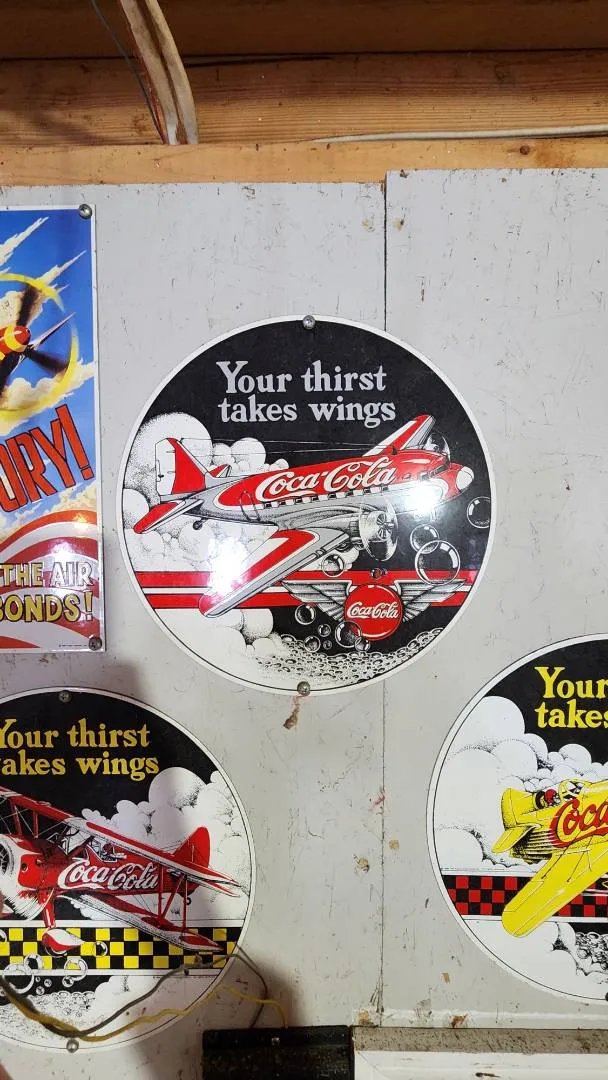 ORY!
THE AIR
BONDS!
Your thirst
takes wings
Coca-Cola
Coca-Cola
Your thirst
takes wings
Coca-Cola
Your
takes
Coca